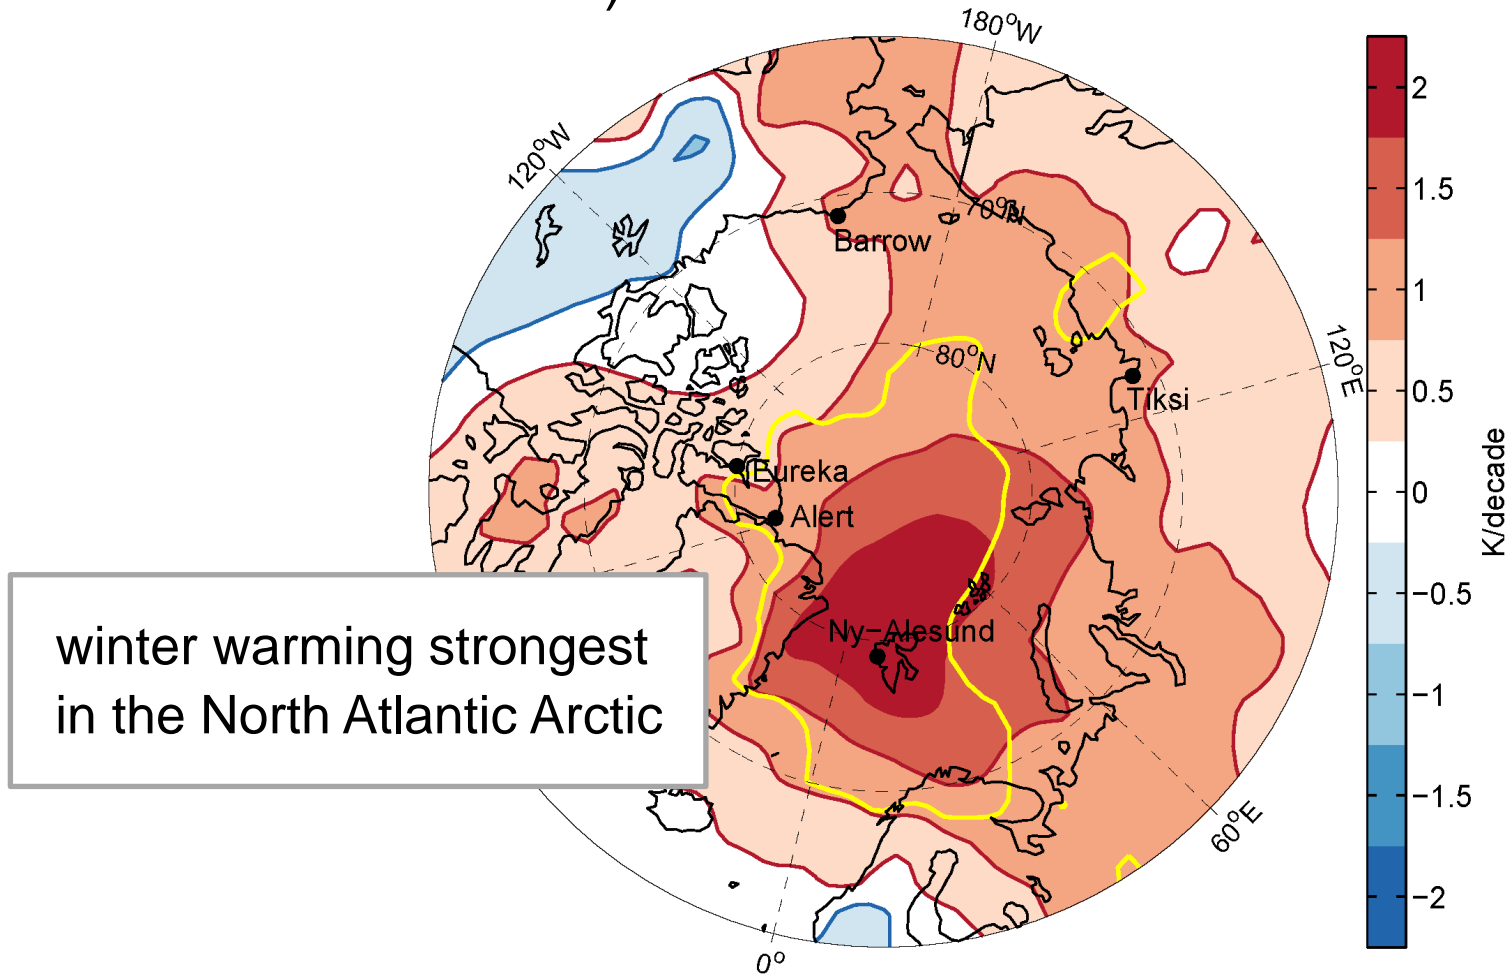 )
180°W
120°W
70°N
Barrow
80°N
120°E
Tiksi
Eureka
Alert
Ny−Alesund
60°E
0°
winter warming strongest
in the North Atlantic Arctic
2
1.5
1
0.5
0
−0.5
−1
−1.5
−2
K/decade